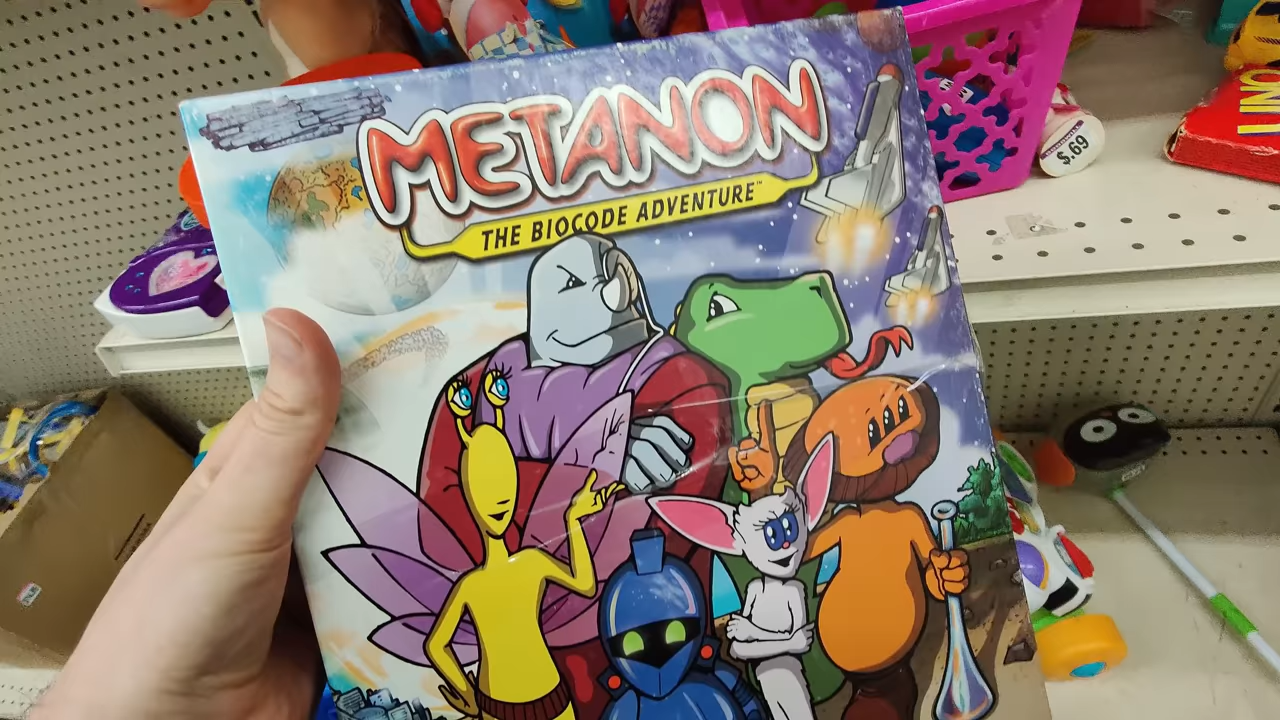 METANON
THE BIOCODE ADVENTURE™
$.69
UNO